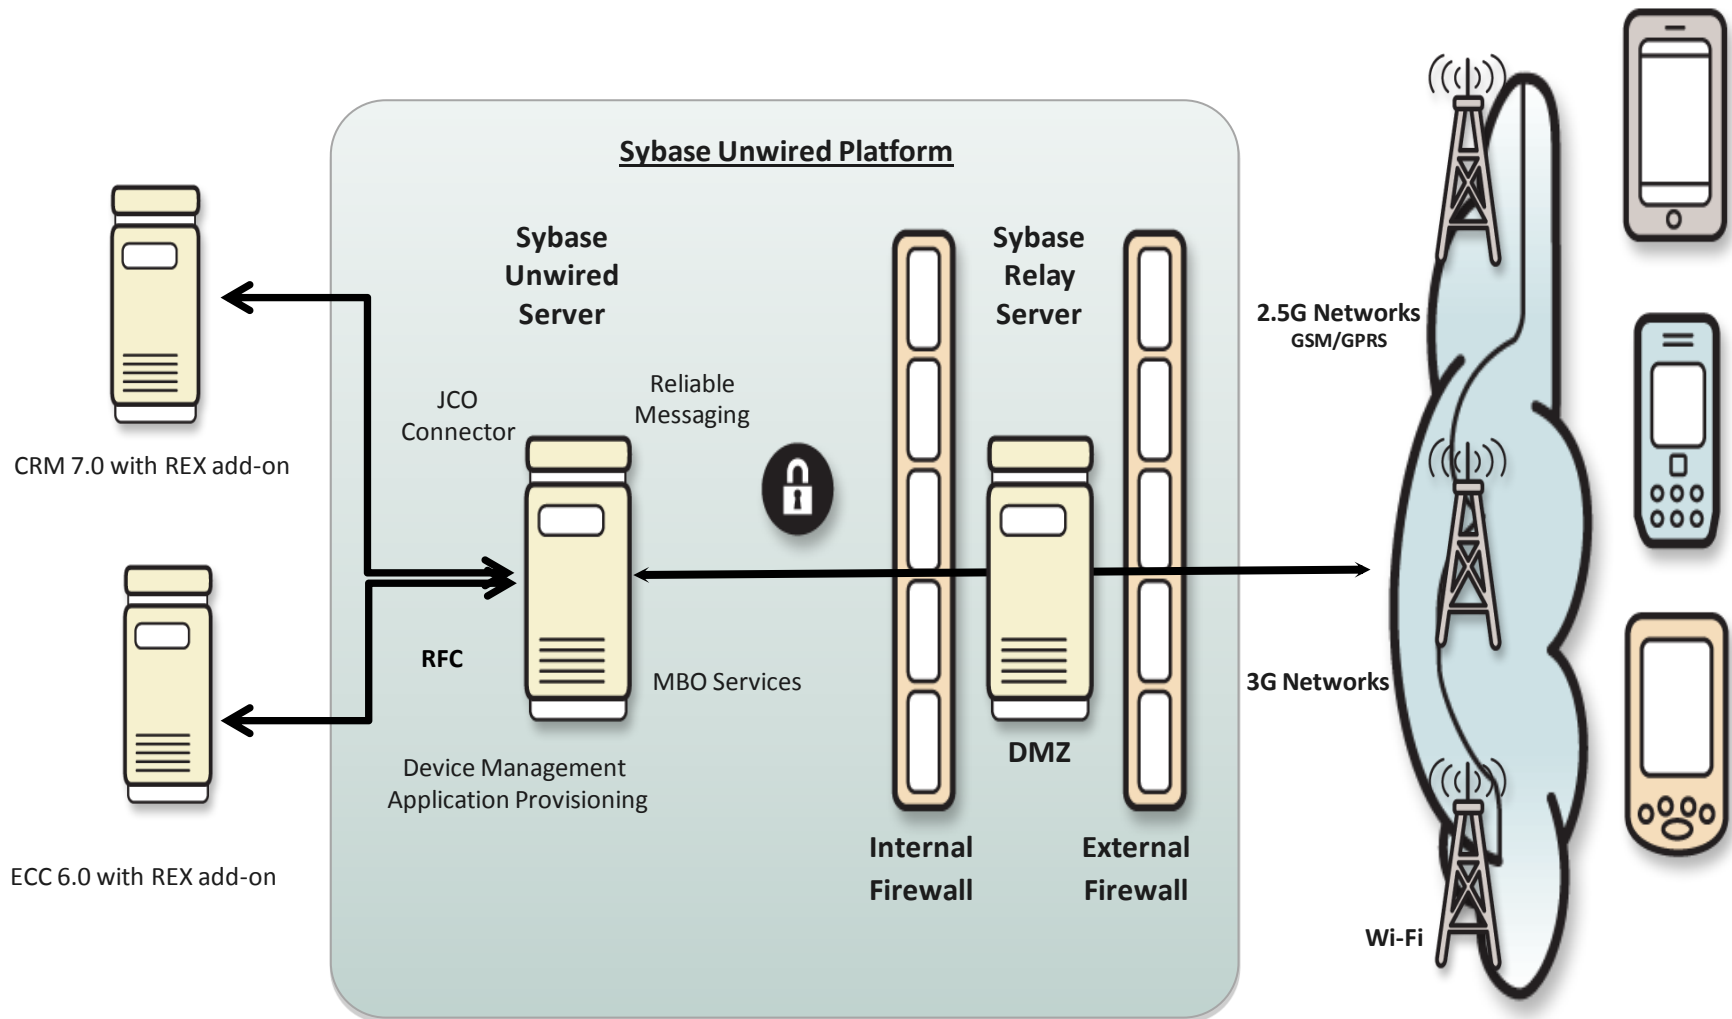 Sybase Unwired Platform
Sybase
Unwired
Server
Sybase
Relay
Server
2.5G Networks
GSM/GPRS
JCO
Connector
Reliable
Messaging
CRM 7.0 with REX add-on
RFC
MBO Services
3G Networks
DMZ
Device Management
Application Provisioning
Internal
Firewall
External
Firewall
ECC 6.0 with REX add-on
Wi-Fi